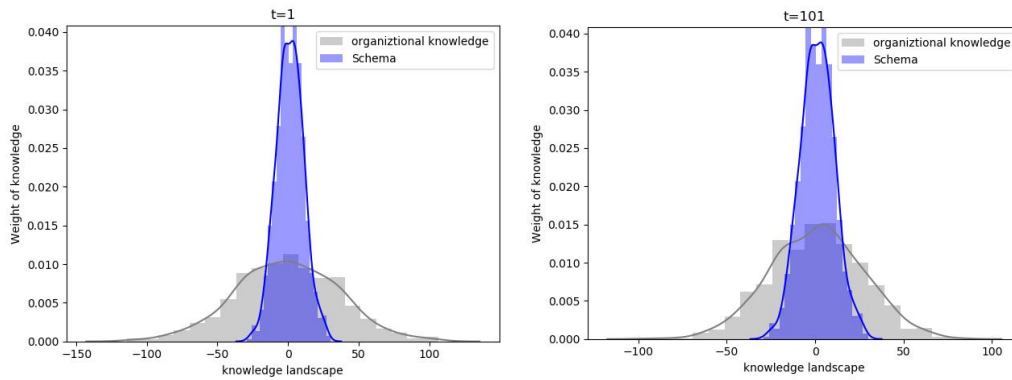 t=1
0.040
0.035
0.030
0.025
0.020
0.015
0.010
0.005
0.000
Weight of knowledge
−150
−100
−50
0
50
100
knowledge landscape
organiztional knowledge
Schema
t=101
0.040
0.035
0.030
0.025
0.020
0.015
0.010
0.005
0.000
Weight of knowledge
−100
−50
0
50
100
knowledge landscape
organiztional knowledge
Schema